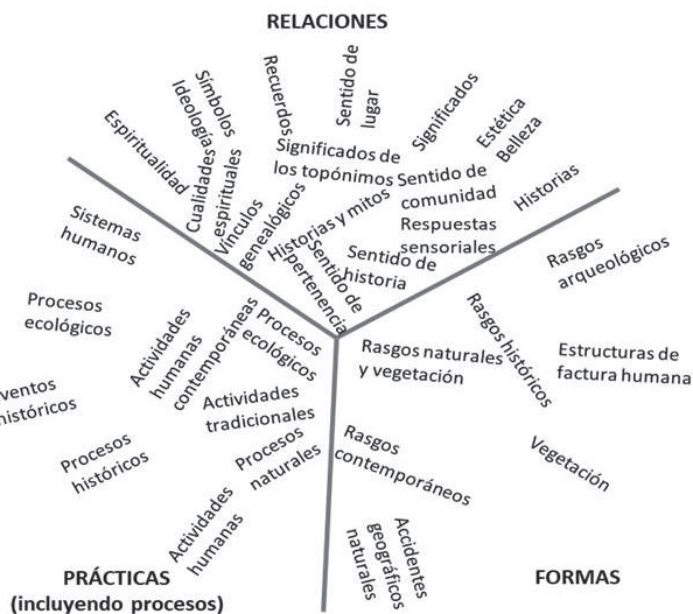 RELACIONES
Espiritualidad
Ideología
Símbolos
Cualidades
espirituales
Vínculos
genealógicos
Recuerdos
Sentido de
lugar
Significados de
los topónimos
Significados
Estética
Belleza
Sentido de
comunidad
Historias
Historias y mitos
Respuestas
sensoriales
Sentido de
historia
Sentido de
pertenencia
Sistemas
humanos
Procesos
ecológicos
ventos
históricos
Procesos
históricos
Actividades
humanas
contemporáneas
Procesos
ecológicos
Actividades
tradicionales
Procesos
naturales
Actividades
humanas
PRÁCTICAS
(incluyendo procesos)
Rasgos
arqueológicos
Rasgos históricos
Rasgos naturales
y vegetación
Estructuras de
factura humana
Rasgos
contemporáneos
Vegetación
Accidentes
geográficos
naturales
FORMAS